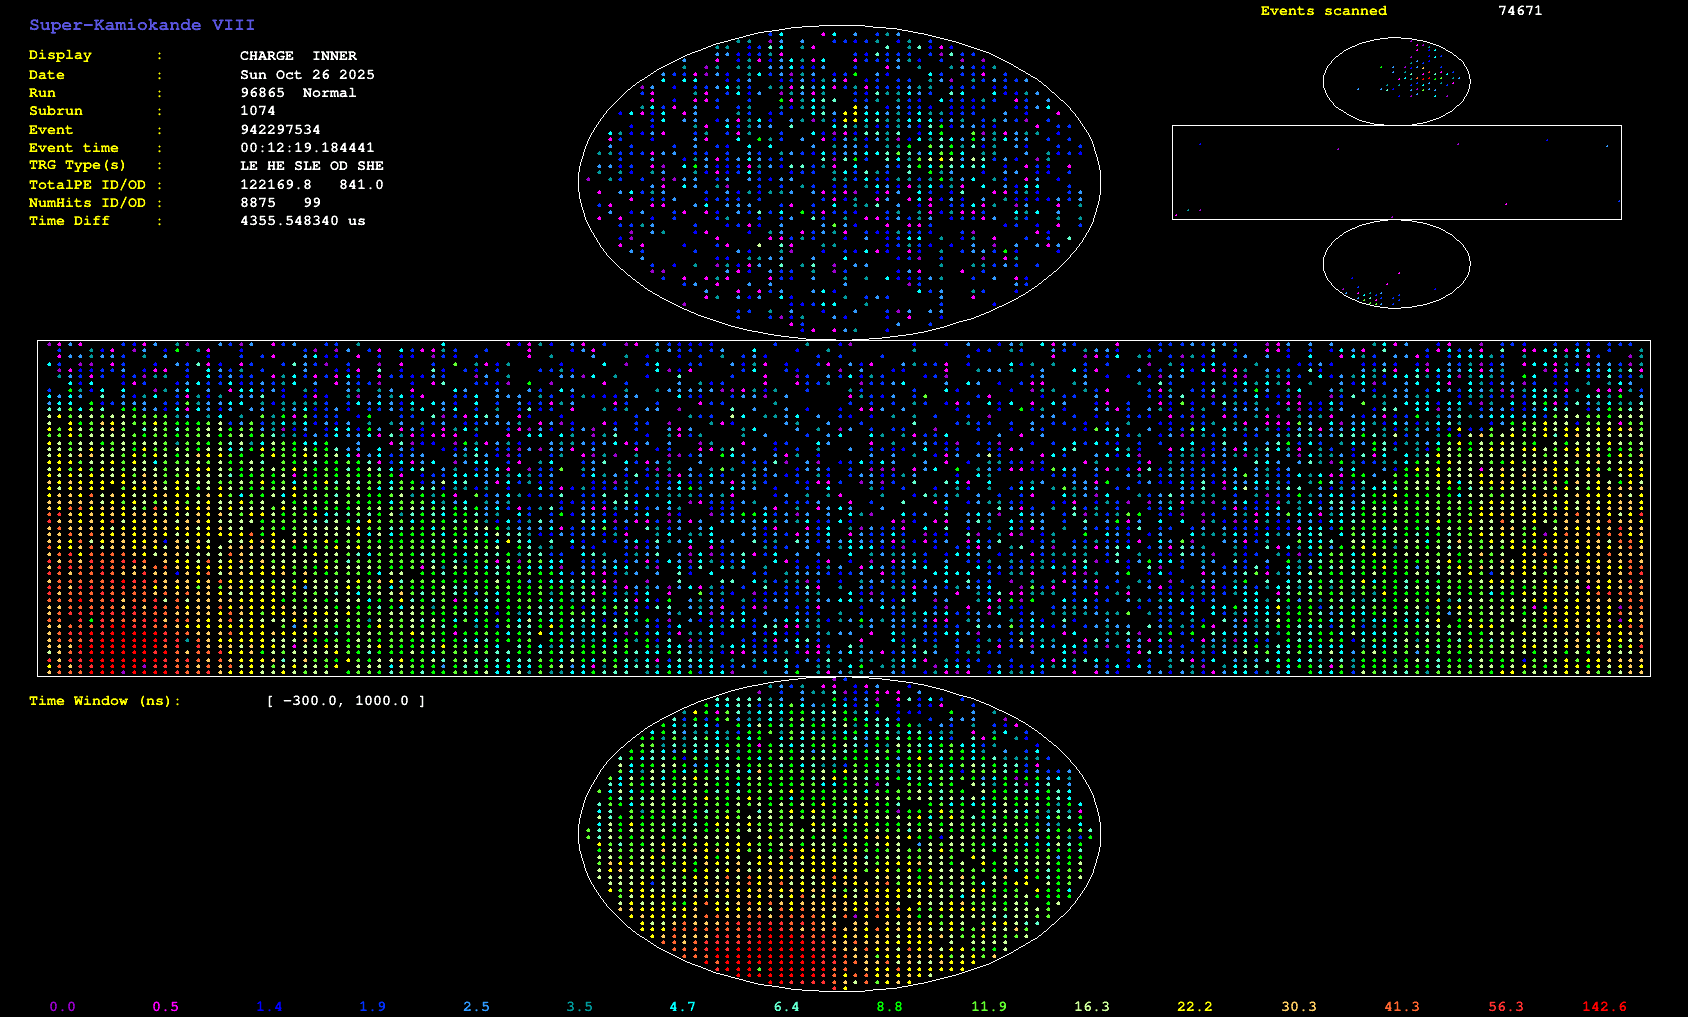 Super-Kamiokande VIII
Events scanned 74671
Display : CHARGE INNER
Date : Sun Oct 26 2025
Run : 96865 Normal
Subrun : 1074
Event : 942297534
Event time : 00:12:19.184441
TRG Type(s) : LE HE SLE OD SHE
TotalPE ID/OD : 122169.8 841.0
NumHits ID/OD : 8875 99
Time Diff : 4355.548340 us
Time Window (ns): [ -300.0, 1000.0 ]
0.0 0.5 1.4 1.9 2.5 3.5 4.7 6.4 8.8 11.9 16.3 22.2 30.3 41.3 56.3 142.6